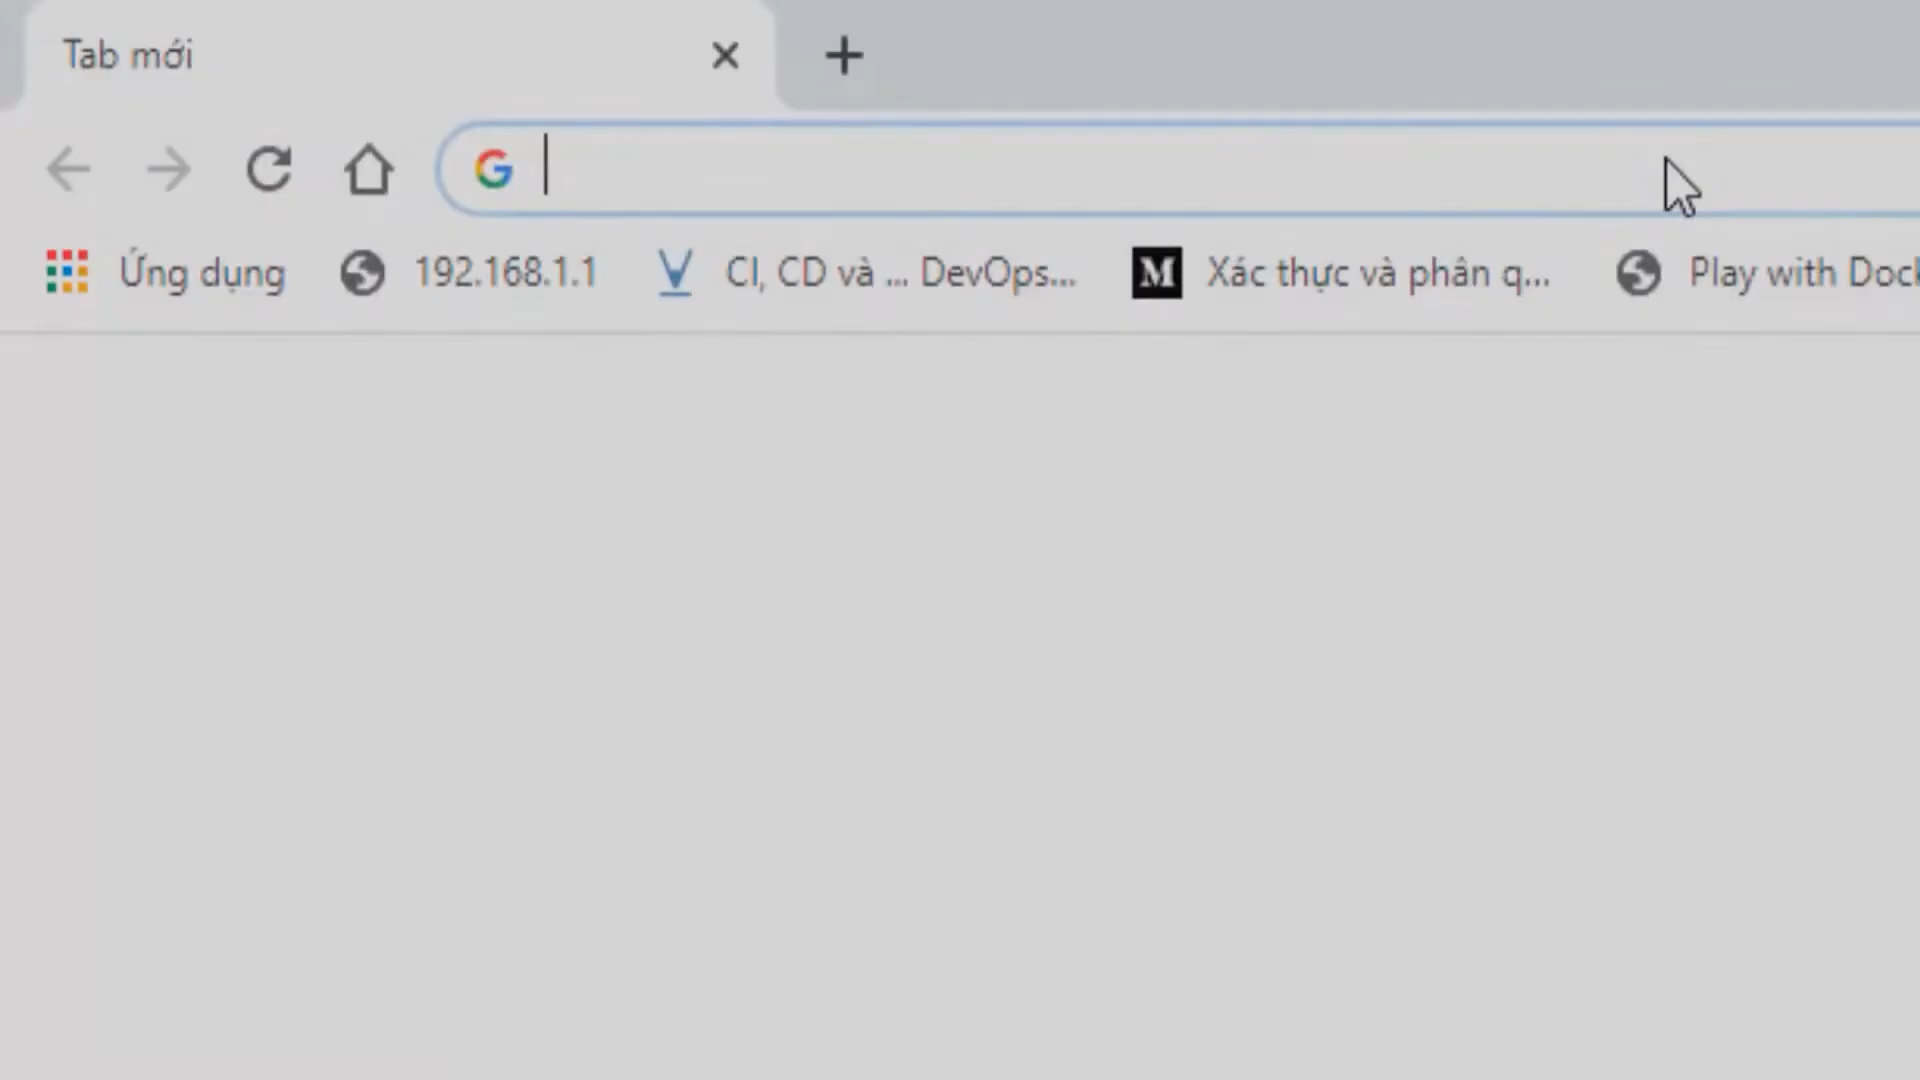 Tab mới
Ứng dụng 192.168.1.1 CI, CD và ... DevOps... M Xác thực và phân q... Play with Dock